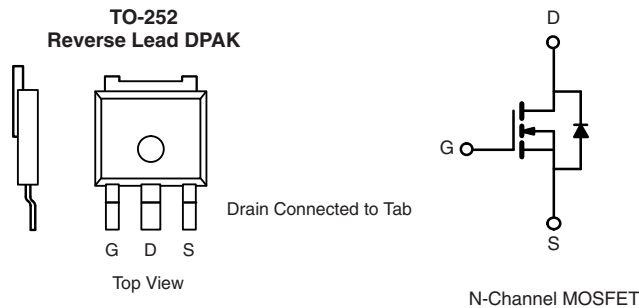 TO-252
Reverse Lead DPAK
Drain Connected to Tab
G D S
Top View
D
G
S
N-Channel MOSFET